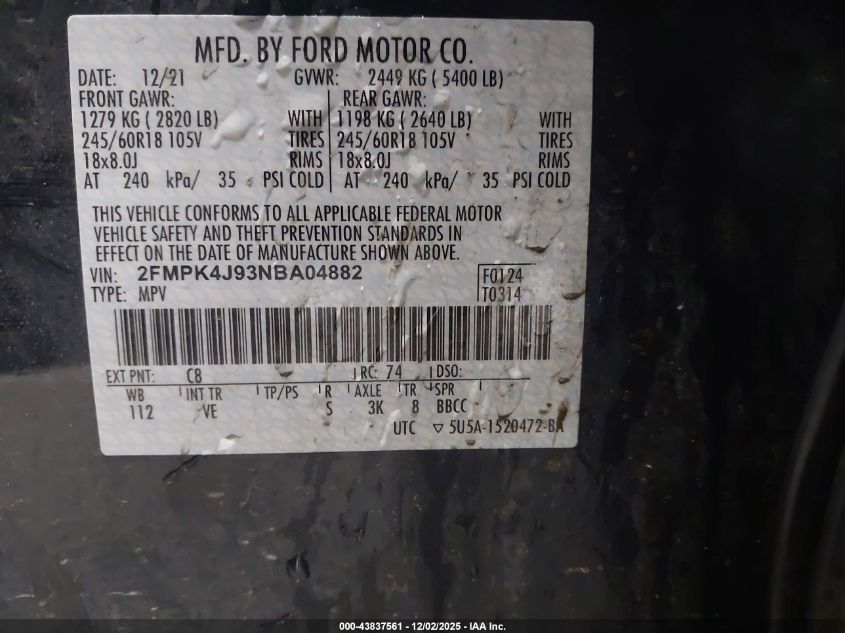 MFD. BY FORD MOTOR CO.
DATE: 12/21 GVWR: 2449 KG ( 5400 LB)
FRONT GAWR: REAR GAWR:
1279 KG ( 2820 LB) WITH 1198 KG ( 2640 LB) WITH
245/60R18 105V TIRES 245/60R18 105V TIRES
18x8.0J RIMS 18x8.0J RIMS
AT 240 kPa/ 35 PSI COLD AT 240 kPa/ 35 PSI COLD
THIS VEHICLE CONFORMS TO ALL APPLICABLE FEDERAL MOTOR
VEHICLE SAFETY AND THEFT PREVENTION STANDARDS IN
EFFECT ON THE DATE OF MANUFACTURE SHOWN ABOVE.
VIN: 2FMPK4J93NBA04882 F0124
TYPE: MPV T0314
EXT PNT: C8 RC: 74 DSO:
WB INT TR TP/PS R AXLE TR SPR
112 VE S 3K 8 BBCC
UTC ▽ 5U5A-1520472-BA
000-43837561 - 12/02/2025 - IAA Inc.